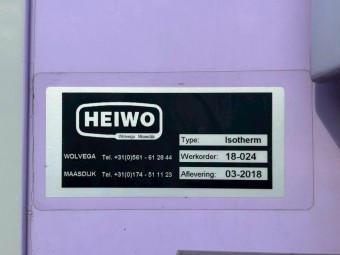 HEIWO
Wolvega Maasdijk
Type: Isotherm
WOLVEGA Tel. +31(0)561 - 61 28 44 Werkorder: 18-024
MAASDIJK Tel. +31(0)174 - 51 11 23 Aflevering: 03-2018